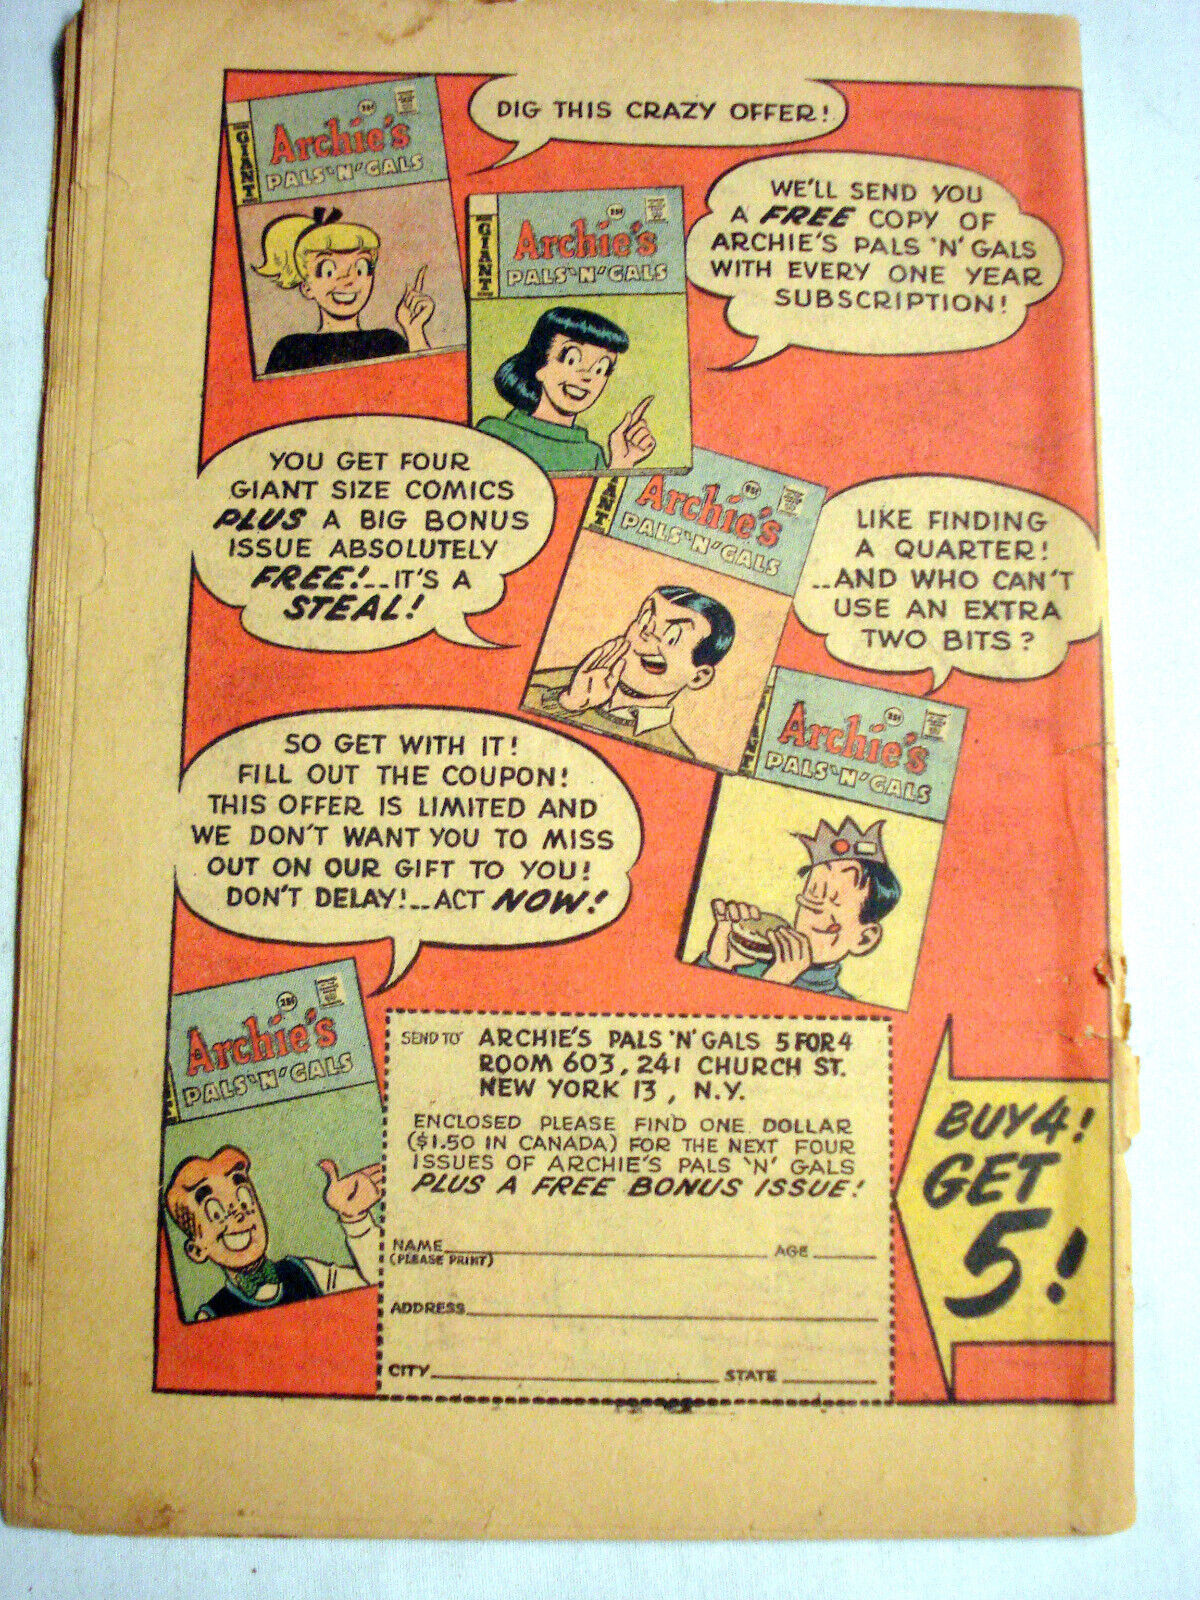 GIANT
25¢
Archie's
PALS 'N' GALS
DIG THIS CRAZY OFFER!
GIANT
25¢
Archie's
PALS 'N' GALS
WE'LL SEND YOU
A FREE COPY OF
ARCHIE'S PALS 'N' GALS
WITH EVERY ONE YEAR
SUBSCRIPTION!
YOU GET FOUR
GIANT SIZE COMICS
PLUS A BIG BONUS
ISSUE ABSOLUTELY
FREE!...IT'S A
STEAL!
25¢
Archie's
PALS 'N' GALS
LIKE FINDING
A QUARTER!
...AND WHO CAN'T
USE AN EXTRA
TWO BITS?
25¢
Archie's
PALS 'N' GALS
SO GET WITH IT!
FILL OUT THE COUPON!
THIS OFFER IS LIMITED AND
WE DON'T WANT YOU TO MISS
OUT ON OUR GIFT TO YOU!
DON'T DELAY!...ACT NOW!
25¢
Archie's
PALS 'N' GALS
SEND TO ARCHIE'S PALS 'N' GALS 5 FOR 4
ROOM 603, 241 CHURCH ST.
NEW YORK 13, N.Y.
ENCLOSED PLEASE FIND ONE DOLLAR
($1.50 IN CANADA) FOR THE NEXT FOUR
ISSUES OF ARCHIE'S PALS 'N' GALS
PLUS A FREE BONUS ISSUE!
NAME AGE
(PLEASE PRINT)
ADDRESS
CITY STATE
BUY 4!
GET
5!